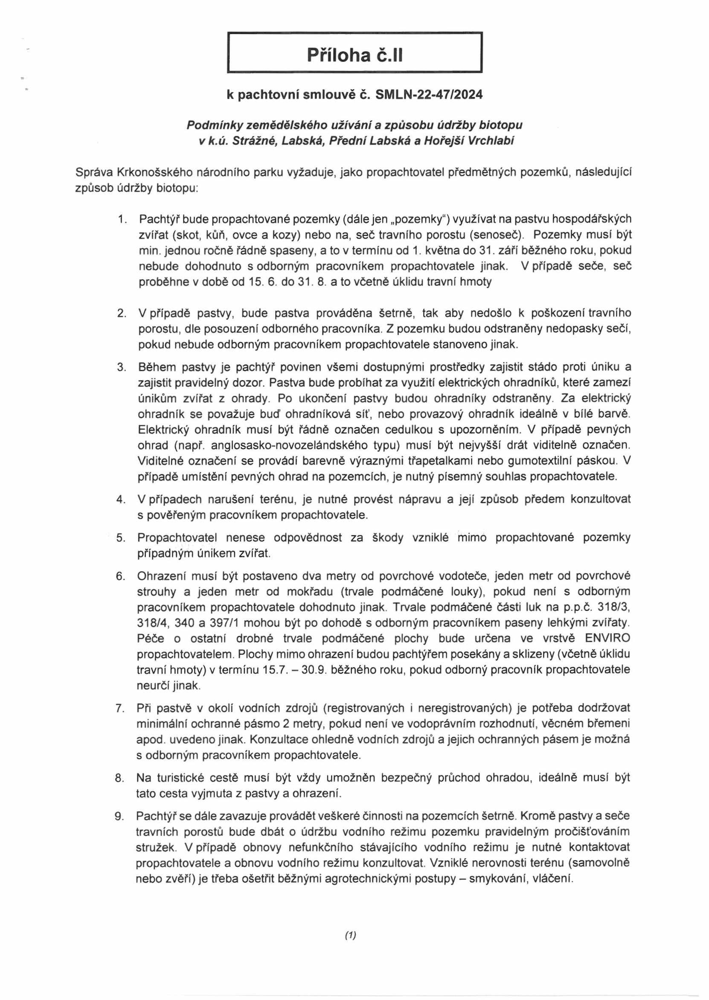 Příloha č.II
k pachtovní smlouvě č. SMLN-22-47/2024
Podmínky zemědělského užívání a způsobu údržby biotopu
v k.ú. Strážné, Labská, Přední Labská a Hořejší Vrchlabí
Správa Krkonošského národního parku vyžaduje, jako propachtovatel předmětných pozemků, následující
způsob údržby biotopu:
1. Pachtýř bude propachtované pozemky (dále jen „pozemky“) využívat na pastvu hospodářských
zvířat (skot, kůň, ovce a kozy) nebo na, seč travního porostu (senoseč). Pozemky musí být
min. jednou ročně řádně spaseny, a to v termínu od 1. května do 31. září běžného roku, pokud
nebude dohodnuto s odborným pracovníkem propachtovatele jinak. V případě seče, seč
proběhne v době od 15. 6. do 31. 8. a to včetně úklidu travní hmoty
2. V případě pastvy, bude pastva prováděna šetrně, tak aby nedošlo k poškození travního
porostu, dle posouzení odborného pracovníka. Z pozemku budou odstraněny nedopasky sečí,
pokud nebude odborným pracovníkem propachtovatele stanoveno jinak.
3. Během pastvy je pachtýř povinen všemi dostupnými prostředky zajistit stádo proti úniku a
zajistit pravidelný dozor. Pastva bude probíhat za využití elektrických ohradníků, které zamezí
únikům zvířat z ohrady. Po ukončení pastvy budou ohradníky odstraněny. Za elektrický
ohradník se považuje buď ohradníková síť, nebo provazový ohradník ideálně v bílé barvě.
Elektrický ohradník musí být řádně označen cedulkou s upozorněním. V případě pevných
ohrad (např. anglosasko-novozelándského typu) musí být nejvyšší drát viditelně označen.
Viditelné označení se provádí barevně výraznými třapetalkami nebo gumotextilní páskou. V
případě umístění pevných ohrad na pozemcích, je nutný písemný souhlas propachtovatele.
4. V případech narušení terénu, je nutné provést nápravu a její způsob předem konzultovat
s pověřeným pracovníkem propachtovatele.
5. Propachtovatel nenese odpovědnost za škody vzniklé mimo propachtované pozemky
případným únikem zvířat.
6. Ohrazení musí být postaveno dva metry od povrchové vodoteče, jeden metr od povrchové
strouhy a jeden metr od mokřadu (trvale podmáčené louky), pokud není s odborným
pracovníkem propachtovatele dohodnuto jinak. Trvale podmáčené části luk na p.p.č. 318/3,
318/4, 340 a 397/1 mohou být po dohodě s odborným pracovníkem paseny lehkými zvířaty.
Péče o ostatní drobné trvale podmáčené plochy bude určena ve vrstvě ENVIRO
propachtovatelem. Plochy mimo ohrazení budou pachtýřem posekány a sklizeny (včetně úklidu
travní hmoty) v termínu 15.7. – 30.9. běžného roku, pokud odborný pracovník propachtovatele
neurčí jinak.
7. Při pastvě v okolí vodních zdrojů (registrovaných i neregistrovaných) je potřeba dodržovat
minimální ochranné pásmo 2 metry, pokud není ve vodoprávním rozhodnutí, věcném břemeni
apod. uvedeno jinak. Konzultace ohledně vodních zdrojů a jejich ochranných pásem je možná
s odborným pracovníkem propachtovatele.
8. Na turistické cestě musí být vždy umožněn bezpečný průchod ohradou, ideálně musí být
tato cesta vyjmuta z pastvy a ohrazení.
9. Pachtýř se dále zavazuje provádět veškeré činnosti na pozemcích šetrně. Kromě pastvy a seče
travních porostů bude dbát o údržbu vodního režimu pozemku pravidelným pročišťováním
stružek. V případě obnovy nefunkčního stávajícího vodního režimu je nutné kontaktovat
propachtovatele a obnovu vodního režimu konzultovat. Vzniklé nerovnosti terénu (samovolně
nebo zvěří) je třeba ošetřit běžnými agrotechnickými postupy – smykování, vláčení.
(1)